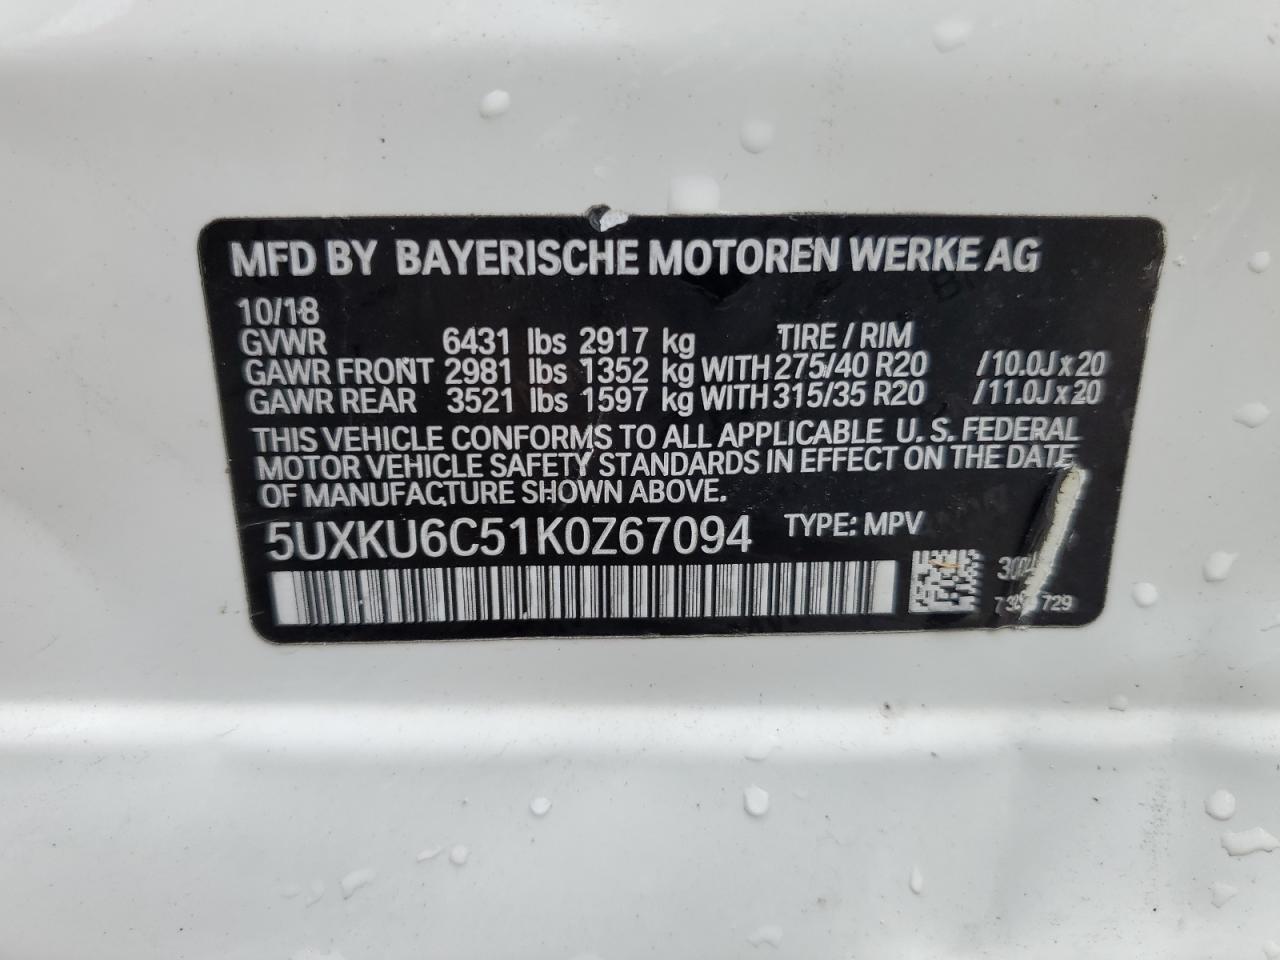 MFD BY BAYERISCHE MOTOREN WERKE AG
10/18
GVWR 6431 lbs 2917 kg TIRE / RIM
GAWR FRONT 2981 lbs 1352 kg WITH 275/40 R20 /10.0J x 20
GAWR REAR 3521 lbs 1597 kg WITH 315/35 R20 /11.0J x 20
THIS VEHICLE CONFORMS TO ALL APPLICABLE U. S. FEDERAL
MOTOR VEHICLE SAFETY STANDARDS IN EFFECT ON THE DATE
OF MANUFACTURE SHOWN ABOVE.
5UXKU6C51K0Z67094 TYPE: MPV